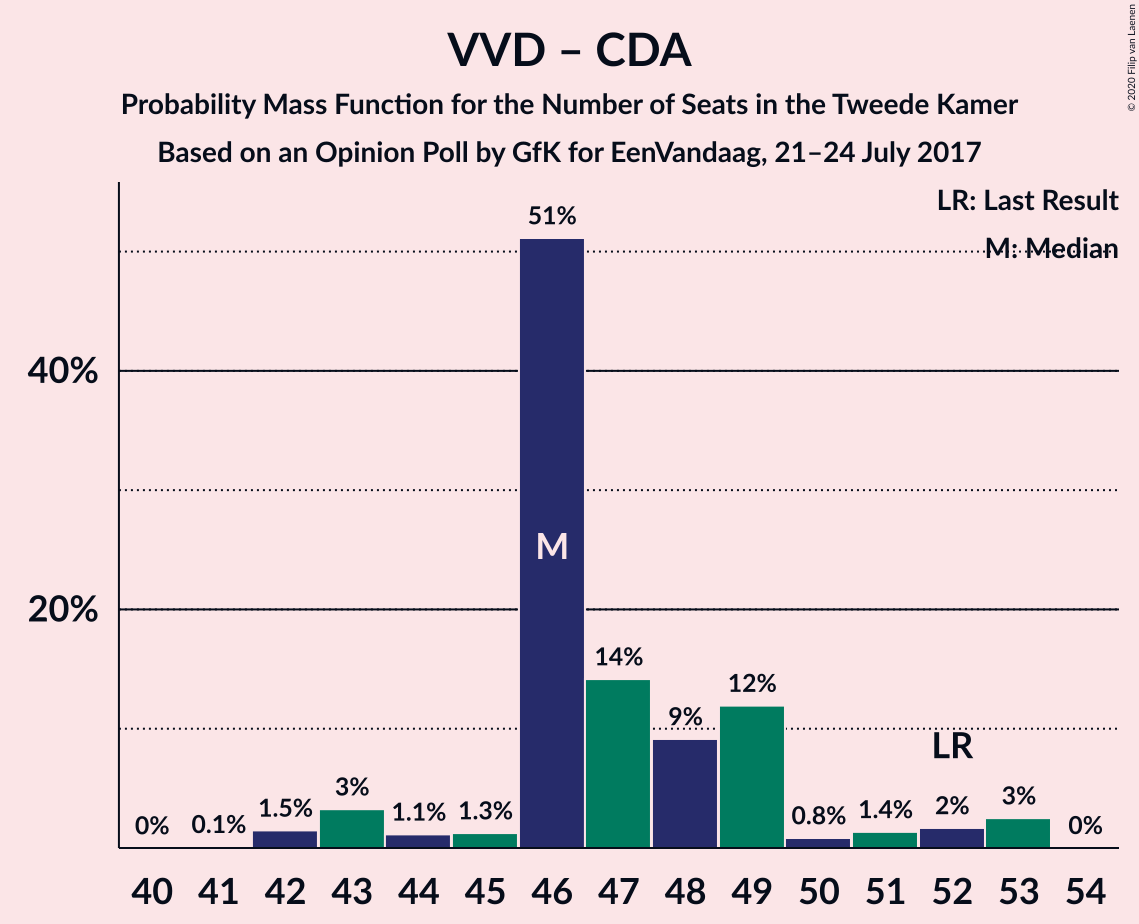 VVD – CDA
Probability Mass Function for the Number of Seats in the Tweede Kamer
Based on an Opinion Poll by GfK for EenVandaag, 21–24 July 2017
© 2020 Filip van Laenen
LR: Last Result
M: Median
40%
20%
0%
0.1%
1.5%
3%
1.1%
1.3%
51%
M
14%
9%
12%
0.8%
1.4%
LR
2%
3%
0%
40 41 42 43 44 45 46 47 48 49 50 51 52 53 54